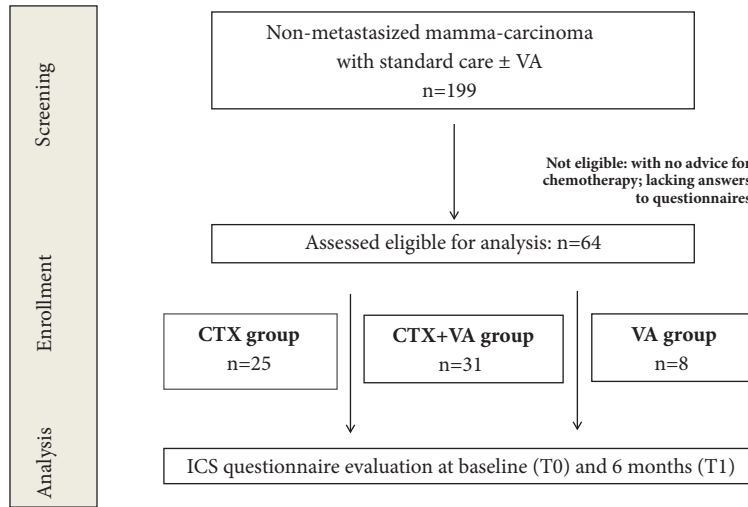 Screening
Non-metastasized mamma-carcinoma
with standard care ± VA
n=199
Not eligible: with no advice for
chemotherapy; lacking answers
to questionnaires
Enrollment
Assessed eligible for analysis: n=64
CTX group
n=25
CTX+VA group
n=31
VA group
n=8
Analysis
ICS questionnaire evaluation at baseline (T0) and 6 months (T1)